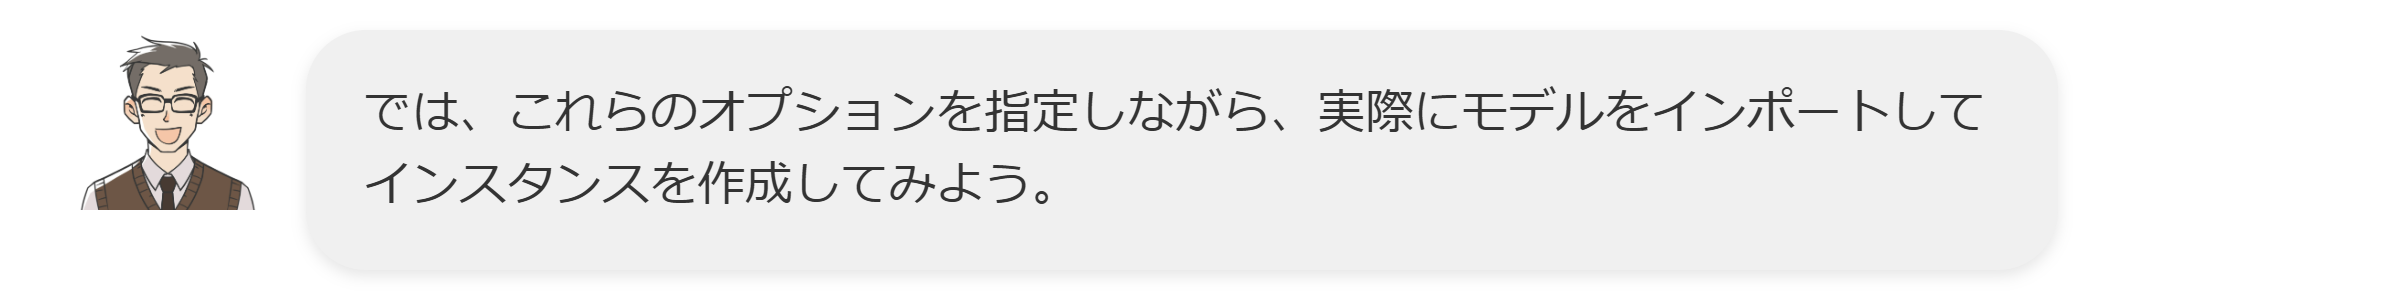 では、これらのオプションを指定しながら、実際にモデルをインポートして
インスタンスを作成してみよう。